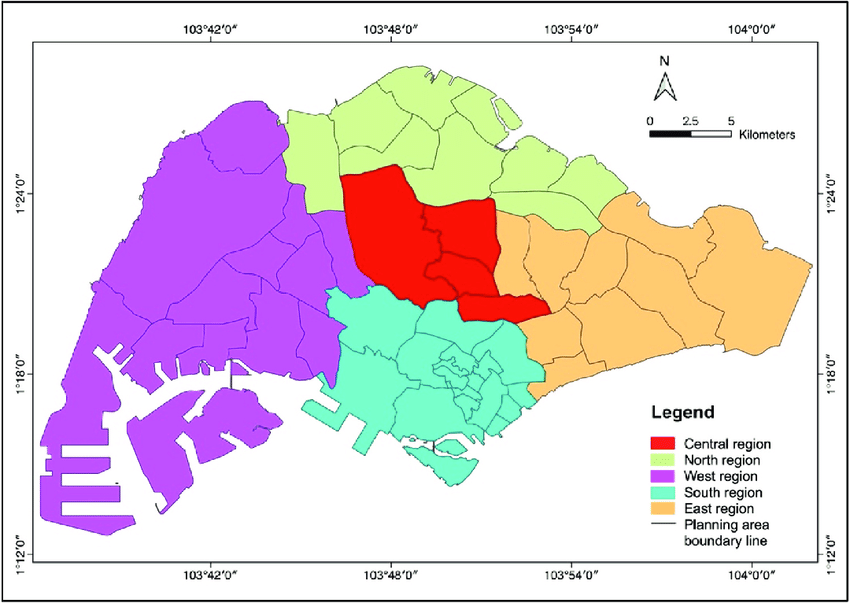 103°42′0″ 103°48′0″ 103°54′0″ 104°0′0″
N
0 2.5 5
Kilometers
1°24′0″ 1°24′0″
1°18′0″ 1°18′0″
Legend
Central region
North region
West region
South region
East region
Planning area
boundary line
1°12′0″ 1°12′0″
103°42′0″ 103°48′0″ 103°54′0″ 104°0′0″